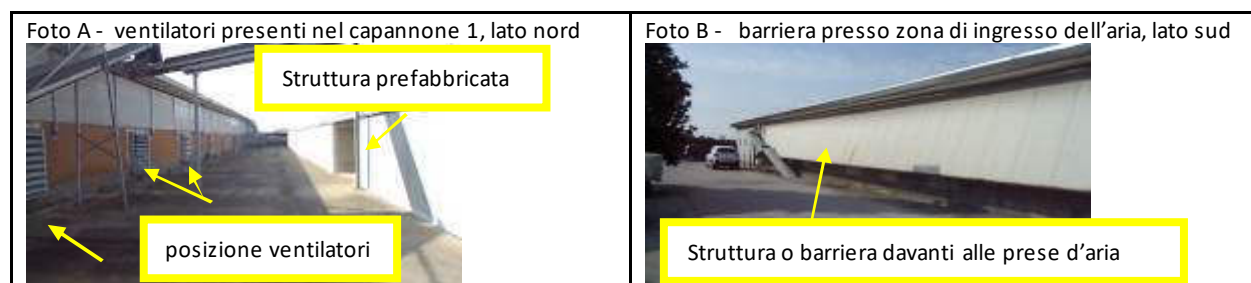 Foto A - ventilatori presenti nel capannone 1, lato nord
Struttura prefabbricata
posizione ventilatori
Foto B - barriera presso zona di ingresso dell'aria, lato sud
Struttura o barriera davanti alle prese d'aria